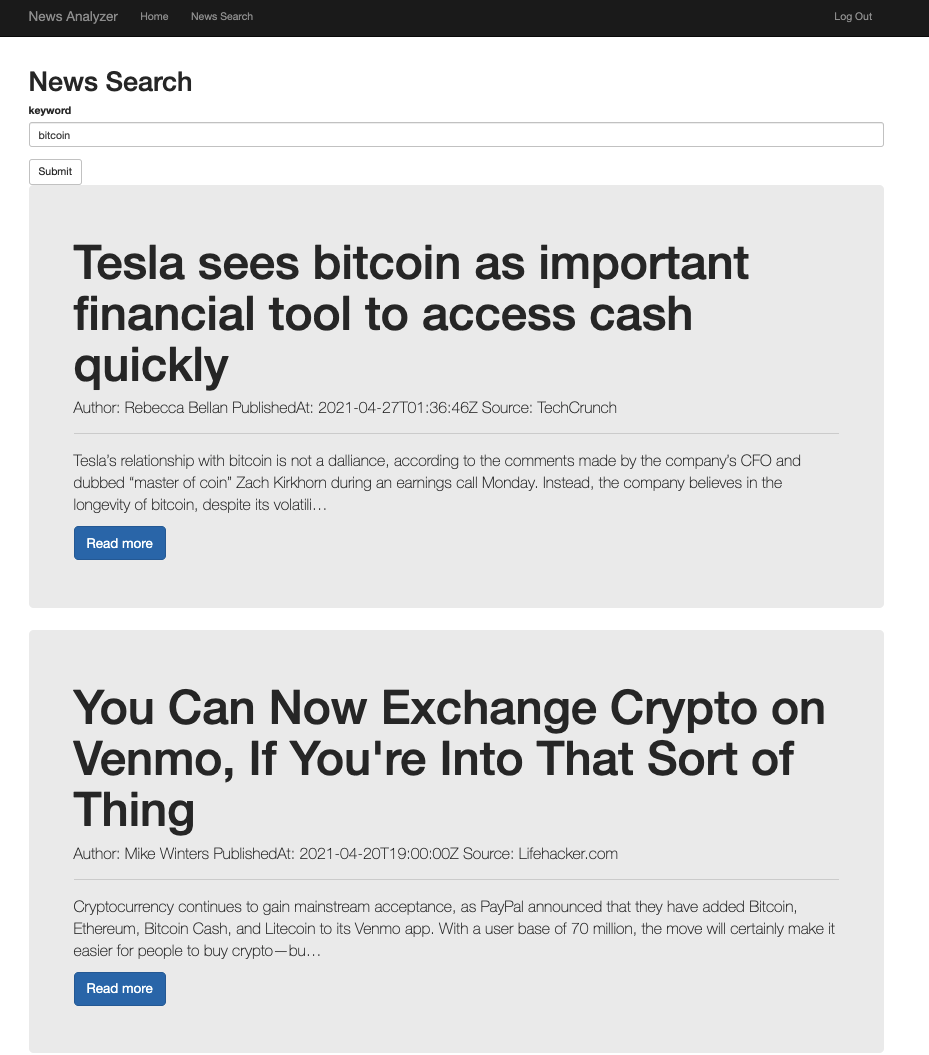 News Analyzer Home News Search Log Out
News Search
keyword
bitcoin
Submit
Tesla sees bitcoin as important
financial tool to access cash
quickly
Author: Rebecca Bellan PublishedAt: 2021-04-27T01:36:46Z Source: TechCrunch
Tesla’s relationship with bitcoin is not a dalliance, according to the comments made by the company’s CFO and
dubbed “master of coin” Zach Kirkhorn during an earnings call Monday. Instead, the company believes in the
longevity of bitcoin, despite its volatili…
Read more
You Can Now Exchange Crypto on
Venmo, If You're Into That Sort of
Thing
Author: Mike Winters PublishedAt: 2021-04-20T19:00:00Z Source: Lifehacker.com
Cryptocurrency continues to gain mainstream acceptance, as PayPal announced that they have added Bitcoin,
Ethereum, Bitcoin Cash, and Litecoin to its Venmo app. With a user base of 70 million, the move will certainly make it
easier for people to buy crypto—bu…
Read more